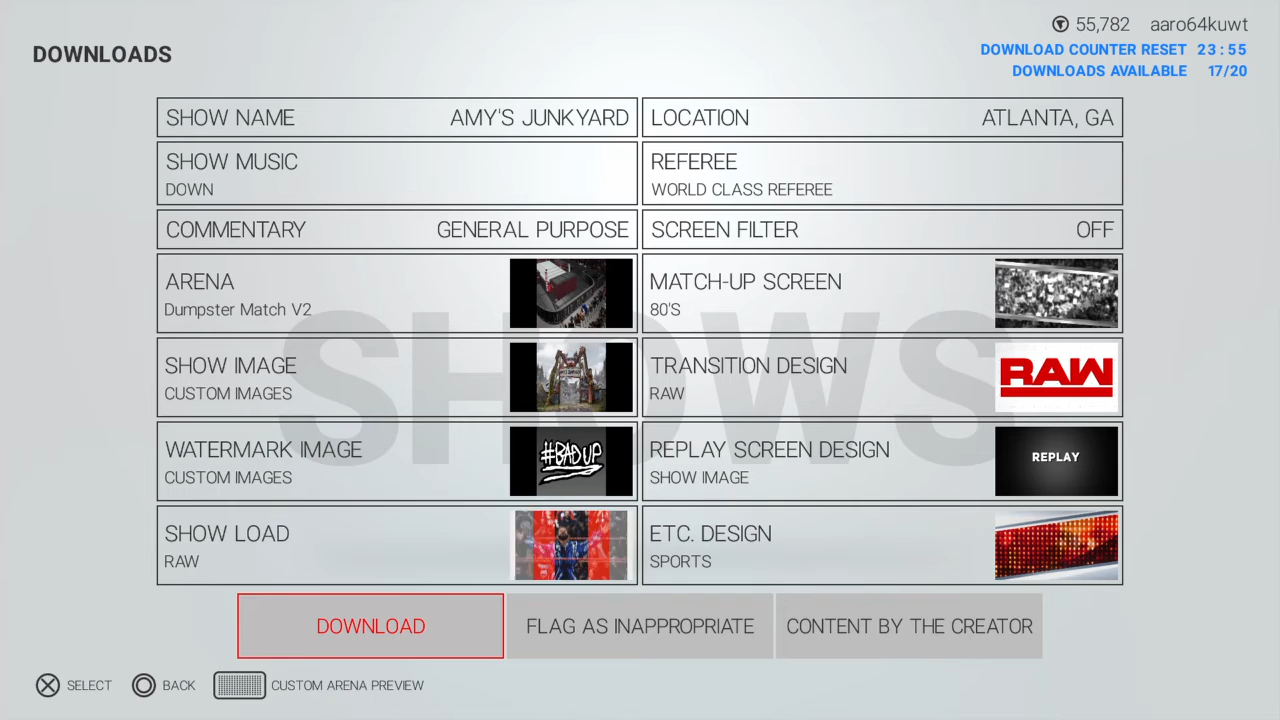 55,782 aaro64kuwt
DOWNLOADS
DOWNLOAD COUNTER RESET 23:55
DOWNLOADS AVAILABLE 17/20
SHOW NAME AMY'S JUNKYARD
LOCATION ATLANTA, GA
SHOW MUSIC
DOWN
REFEREE
WORLD CLASS REFEREE
COMMENTARY GENERAL PURPOSE
SCREEN FILTER OFF
ARENA
Dumpster Match V2
MATCH-UP SCREEN
80'S
SHOWS
SHOW IMAGE
CUSTOM IMAGES
TRANSITION DESIGN
RAW
RAW
WATERMARK IMAGE
CUSTOM IMAGES
#BADUP
REPLAY SCREEN DESIGN
SHOW IMAGE
REPLAY
SHOW LOAD
RAW
ETC. DESIGN
SPORTS
DOWNLOAD
FLAG AS INAPPROPRIATE
CONTENT BY THE CREATOR
SELECT BACK CUSTOM ARENA PREVIEW